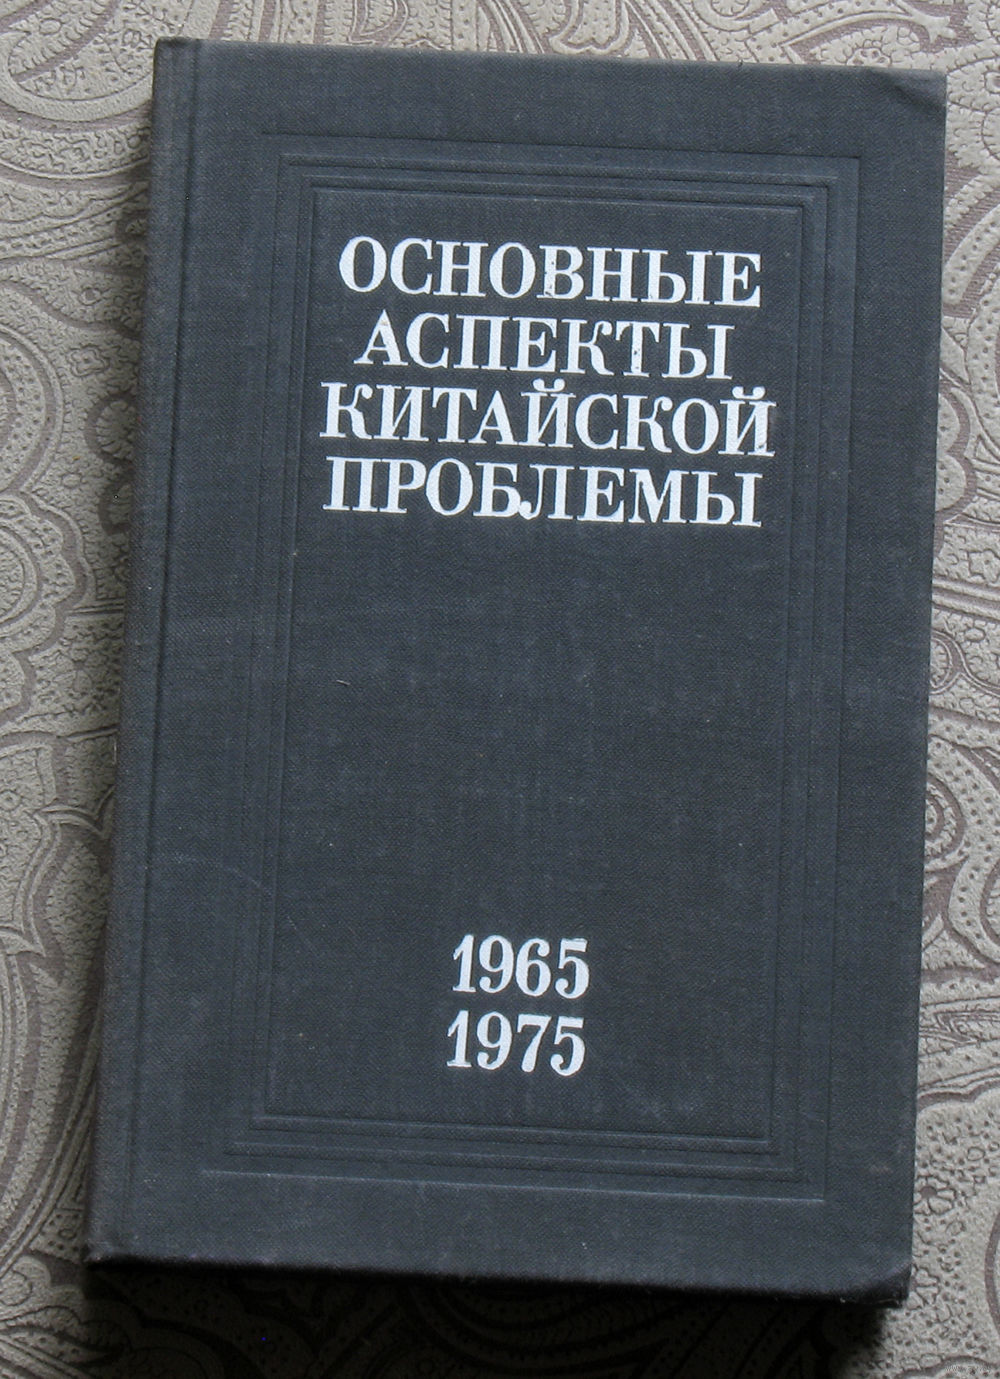 ОСНОВНЫЕ
АСПЕКТЫ
КИТАЙСКОЙ
ПРОБЛЕМЫ
1965
1975